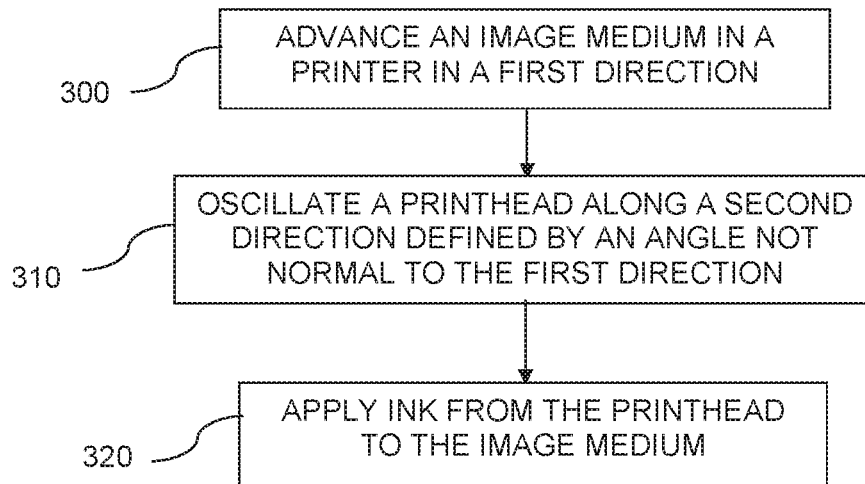 ADVANCE AN IMAGE MEDIUM IN A
PRINTER IN A FIRST DIRECTION
300
OSCILLATE A PRINTHEAD ALONG A SECOND
DIRECTION DEFINED BY AN ANGLE NOT
NORMAL TO THE FIRST DIRECTION
310
APPLY INK FROM THE PRINTHEAD
TO THE IMAGE MEDIUM
320